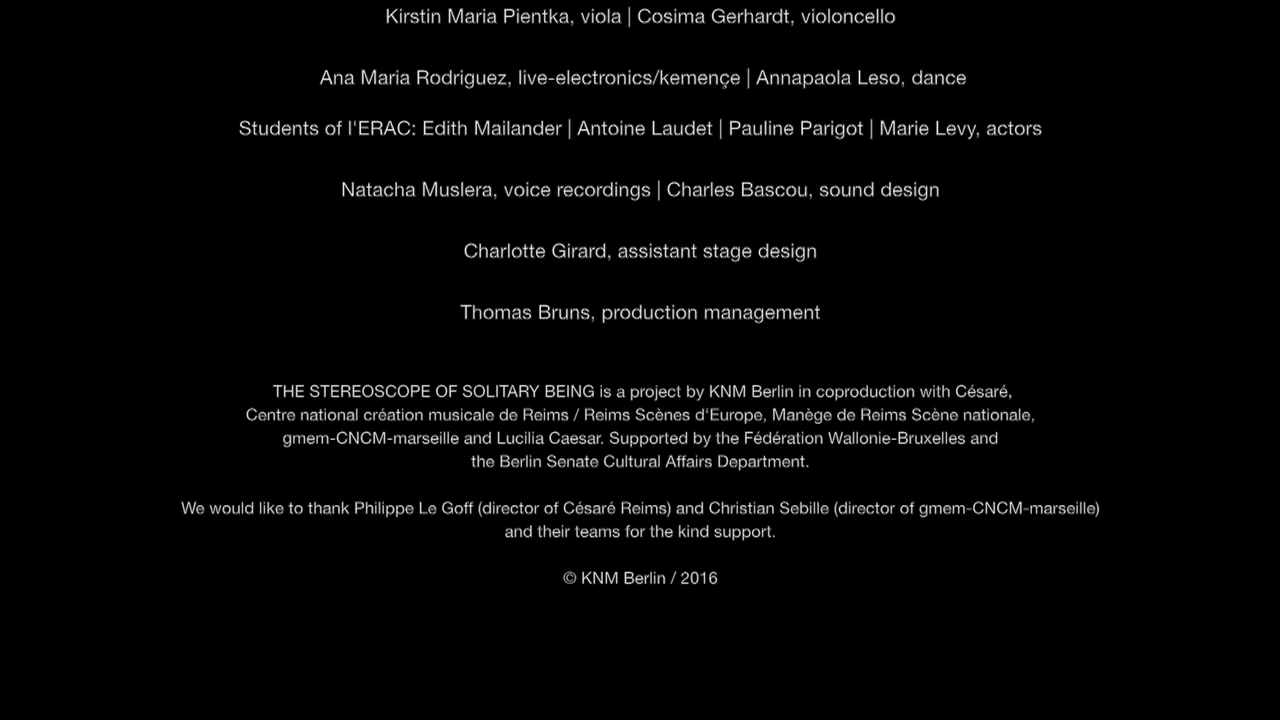 Kirstin Maria Pientka, viola | Cosima Gerhardt, violoncello
Ana Maria Rodriguez, live-electronics/kemençe | Annapaola Leso, dance
Students of l'ERAC: Edith Mailander | Antoine Laudet | Pauline Parigot | Marie Levy, actors
Natacha Muslera, voice recordings | Charles Bascou, sound design
Charlotte Girard, assistant stage design
Thomas Bruns, production management
THE STEREOSCOPE OF SOLITARY BEING is a project by KNM Berlin in coproduction with Césaré,
Centre national création musicale de Reims / Reims Scènes d‘Europe, Manège de Reims Scène nationale,
gmem-CNCM-marseille and Lucilia Caesar. Supported by the Fédération Wallonie-Bruxelles and
the Berlin Senate Cultural Affairs Department.
We would like to thank Philippe Le Goff (director of Césaré Reims) and Christian Sebille (director of gmem-CNCM-marseille)
and their teams for the kind support.
© KNM Berlin / 2016